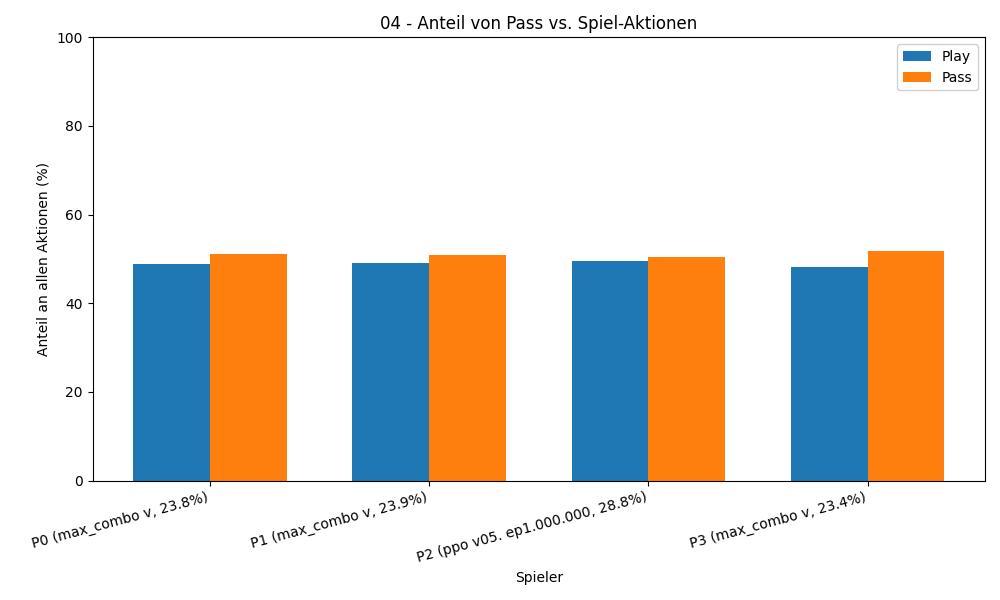 04 - Anteil von Pass vs. Spiel-Aktionen
Play
Pass
Anteil an allen Aktionen (%)
100
80
60
40
20
0
P0 (max_combo v, 23.8%)
P1 (max_combo v, 23.9%)
P2 (ppo v05. ep1.000.000, 28.8%)
P3 (max_combo v, 23.4%)
Spieler